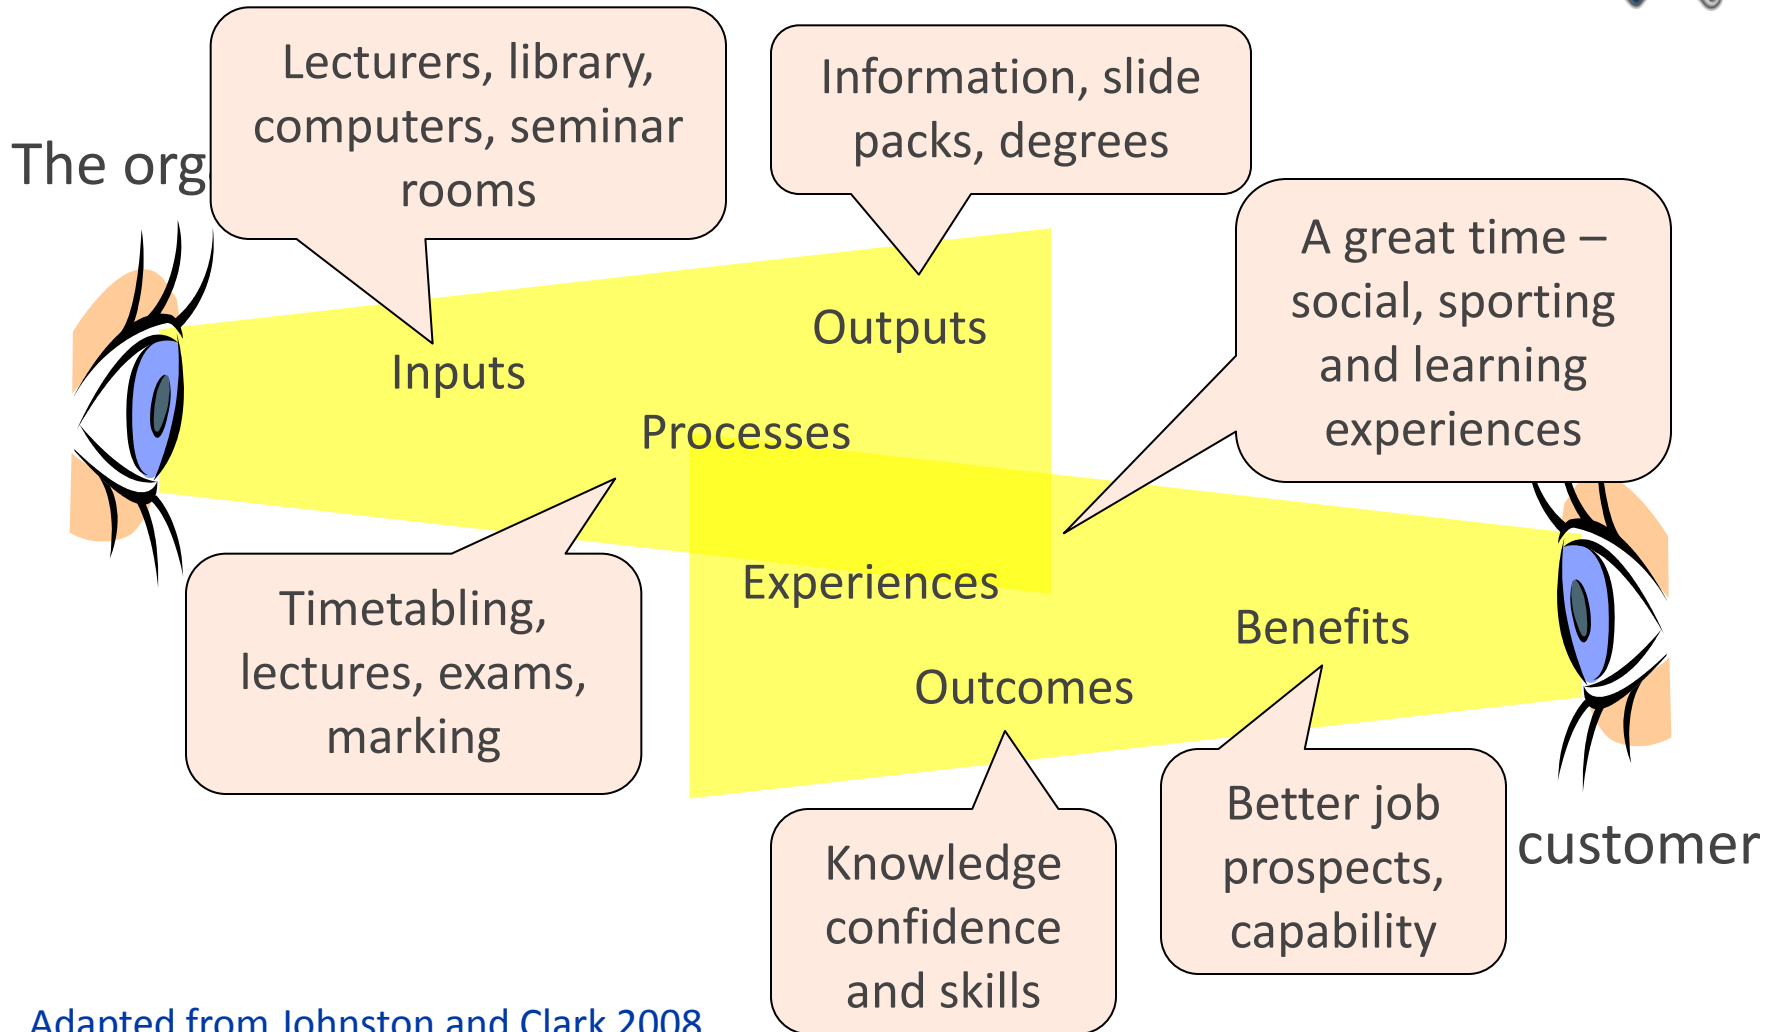 Lecturers, library,
computers, seminar
rooms
Information, slide
packs, degrees
The org
A great time –
social, sporting
and learning
experiences
Outputs
Inputs
Processes
Experiences
Benefits
Outcomes
Timetabling,
lectures, exams,
marking
Knowledge
confidence
and skills
Better job
prospects,
capability
customer
Adapted from Johnston and Clark 2008